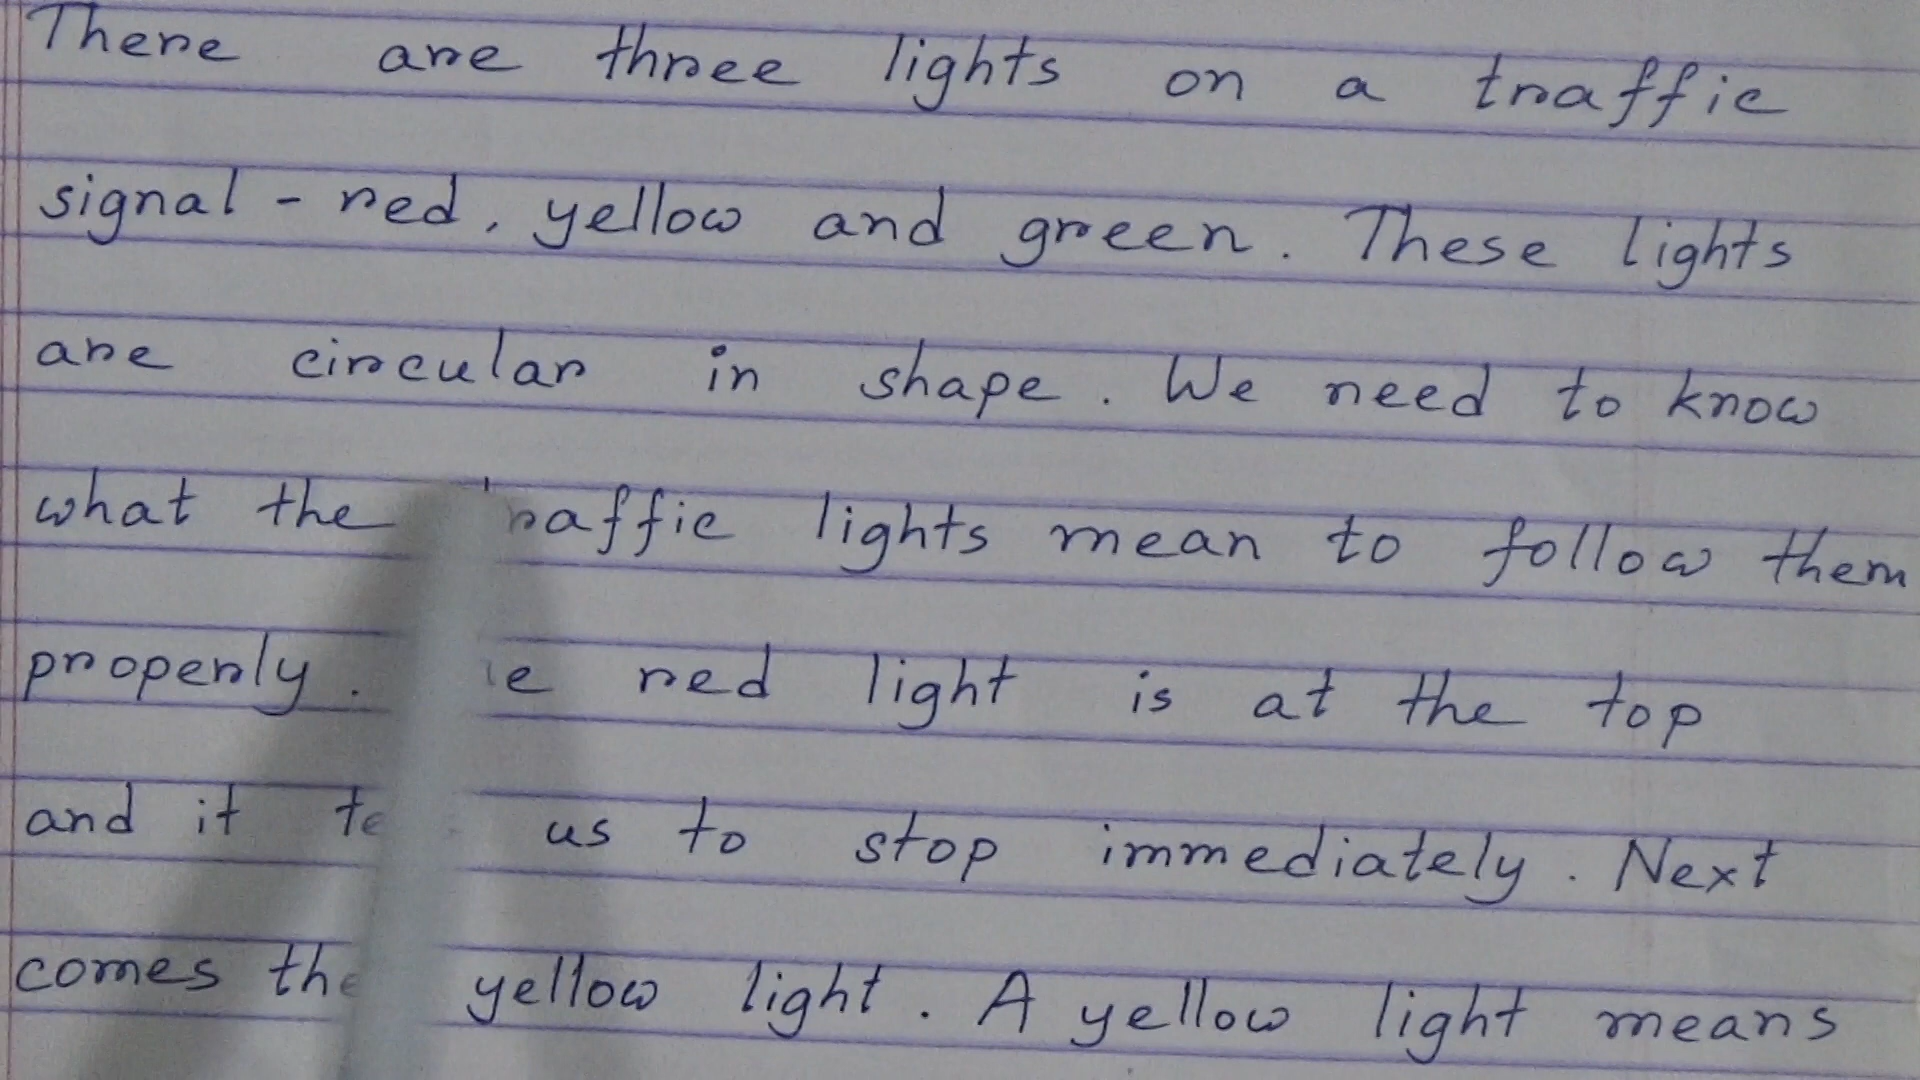 There are three lights on a traffic
signal - red, yellow and green. These lights
are circular in shape. We need to know
what the traffic lights mean to follow them
properly. red light is at the top
and it us to stop immediately. Next
comes the yellow light. A yellow light means